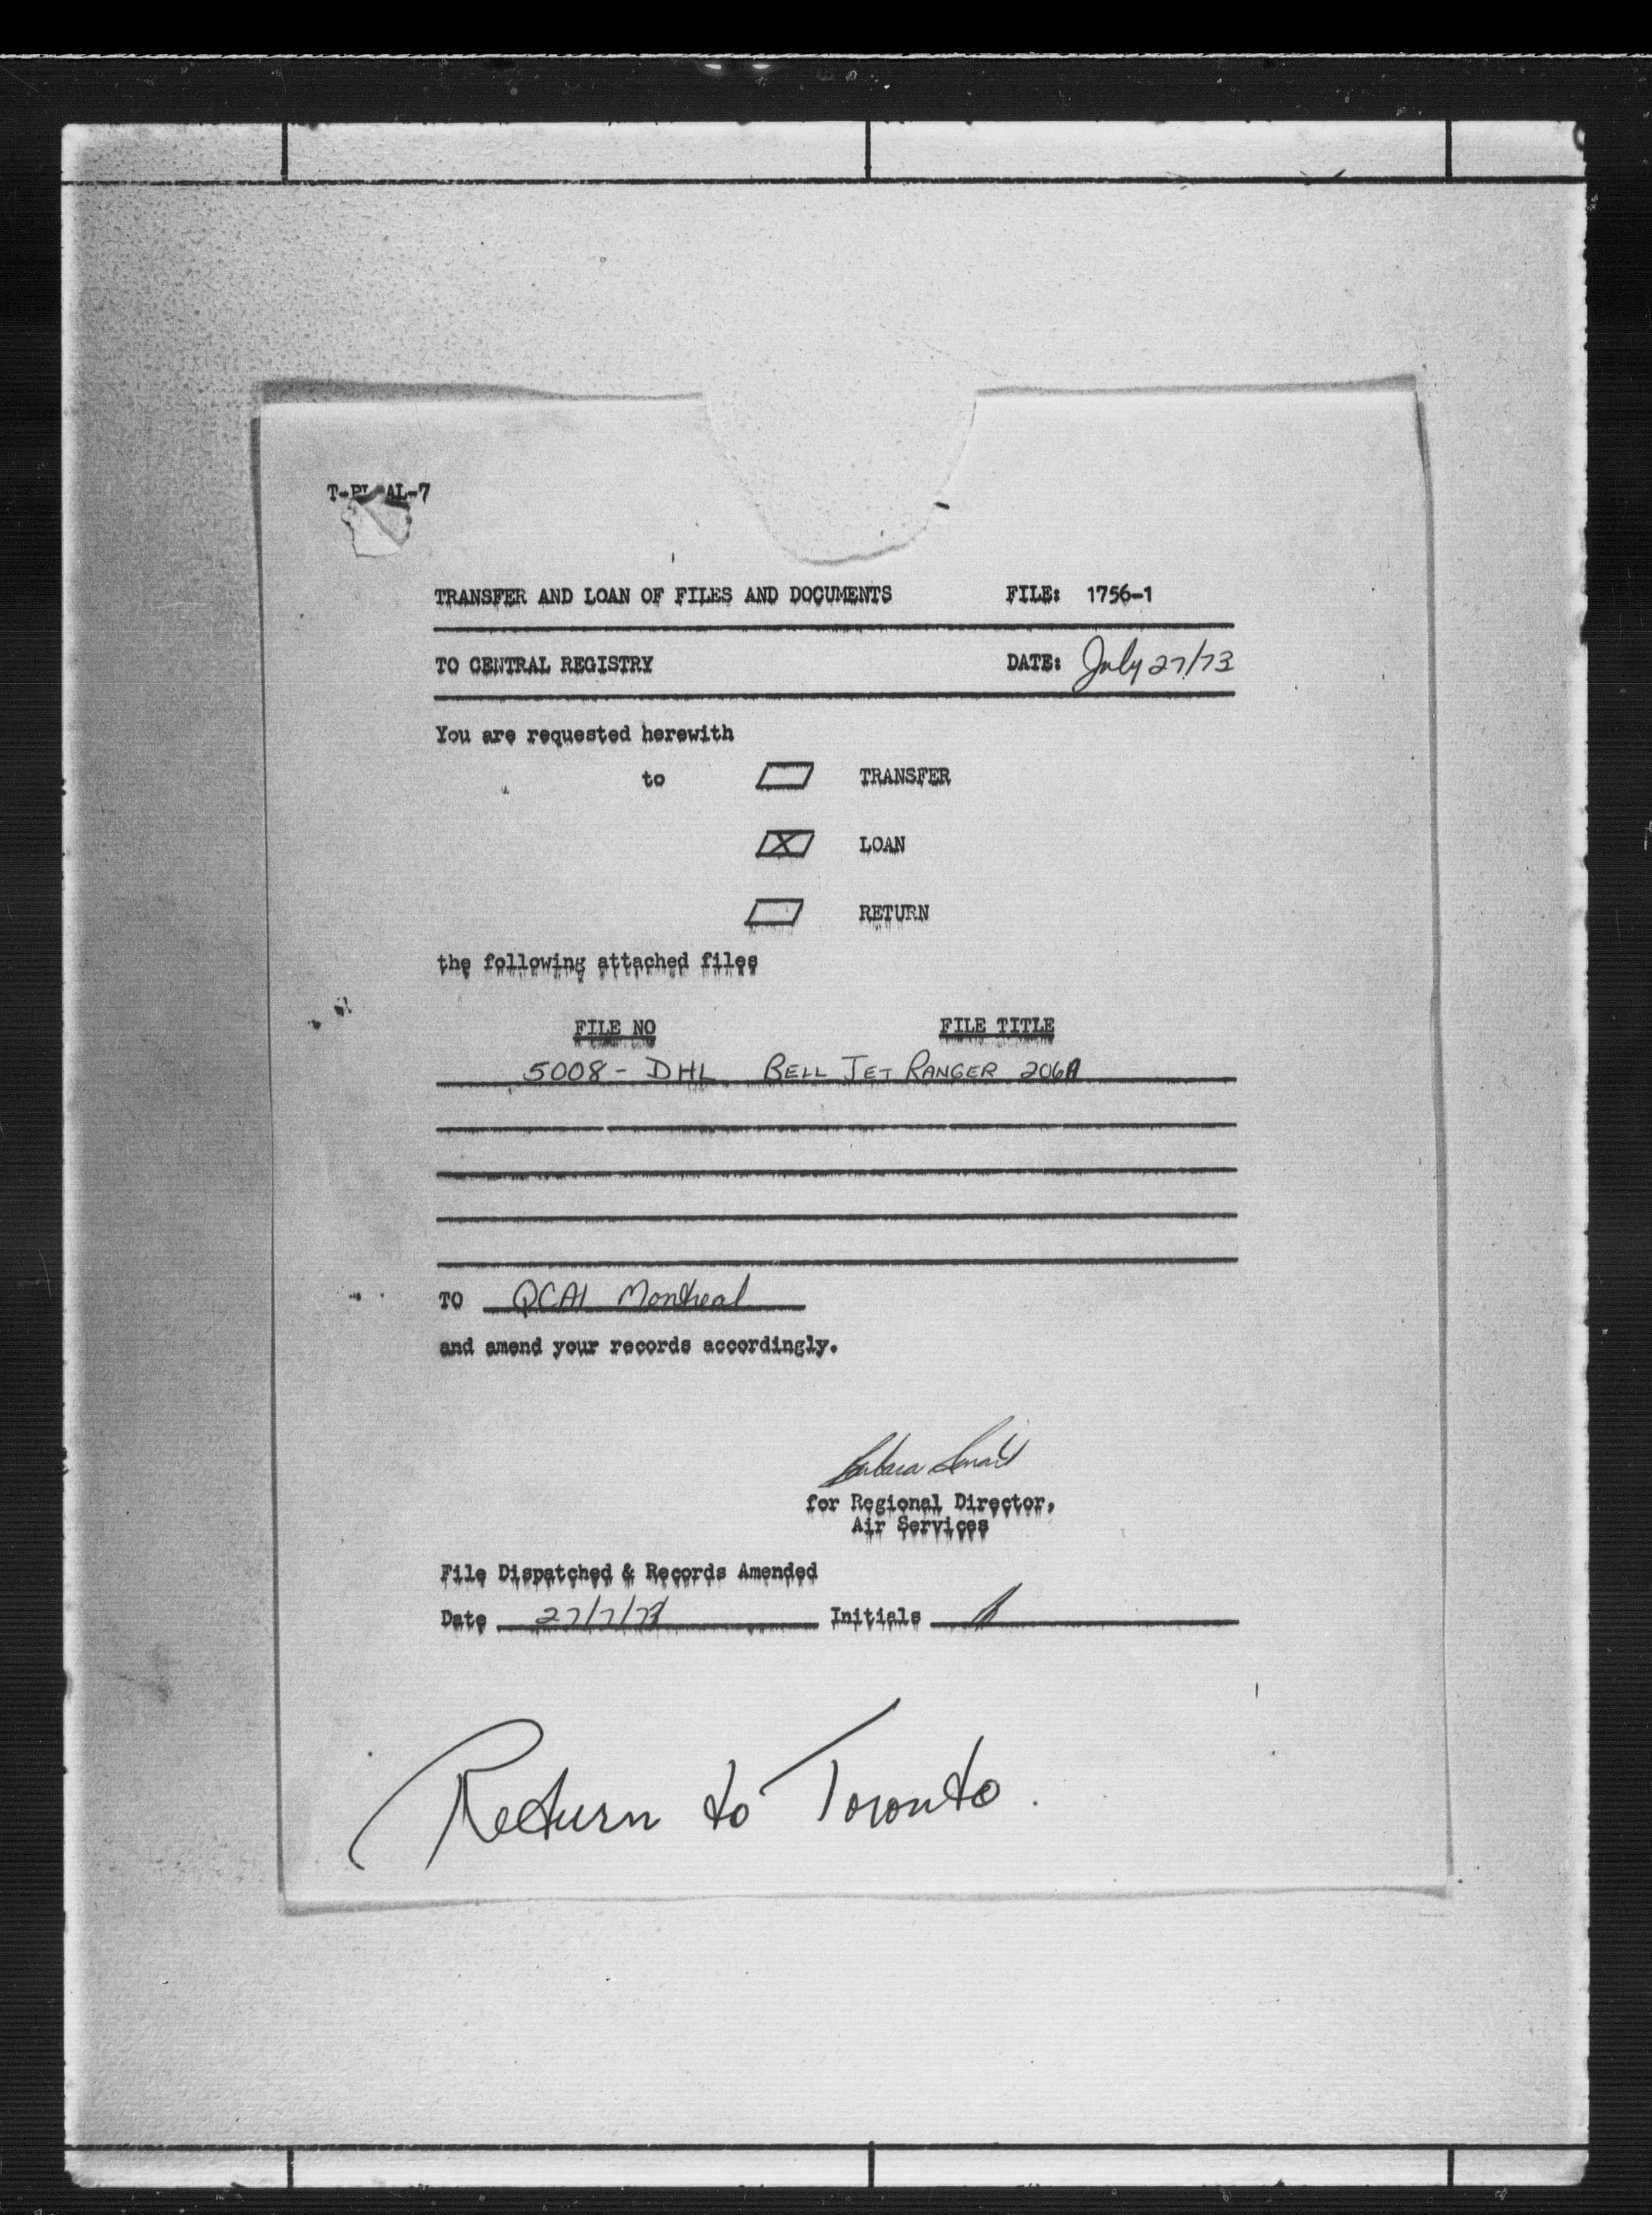 AL-7
TRANSFER AND LOAN OF FILES AND DOCUMENTS FILE: 1756-1
TO CENTRAL REGISTRY DATE: July 27/73
You are requested herewith
to TRANSFER
X LOAN
RETURN
the following attached files
FILE NO FILE TITLE
5008 - DHL BELL JET RANGER 206A
TO QCAI Montreal
and amend your records accordingly.
Barbara
for Regional Director,
Air Services
File Dispatched & Records Amended
Date 27/7/73 Initials
Return to Toronto.